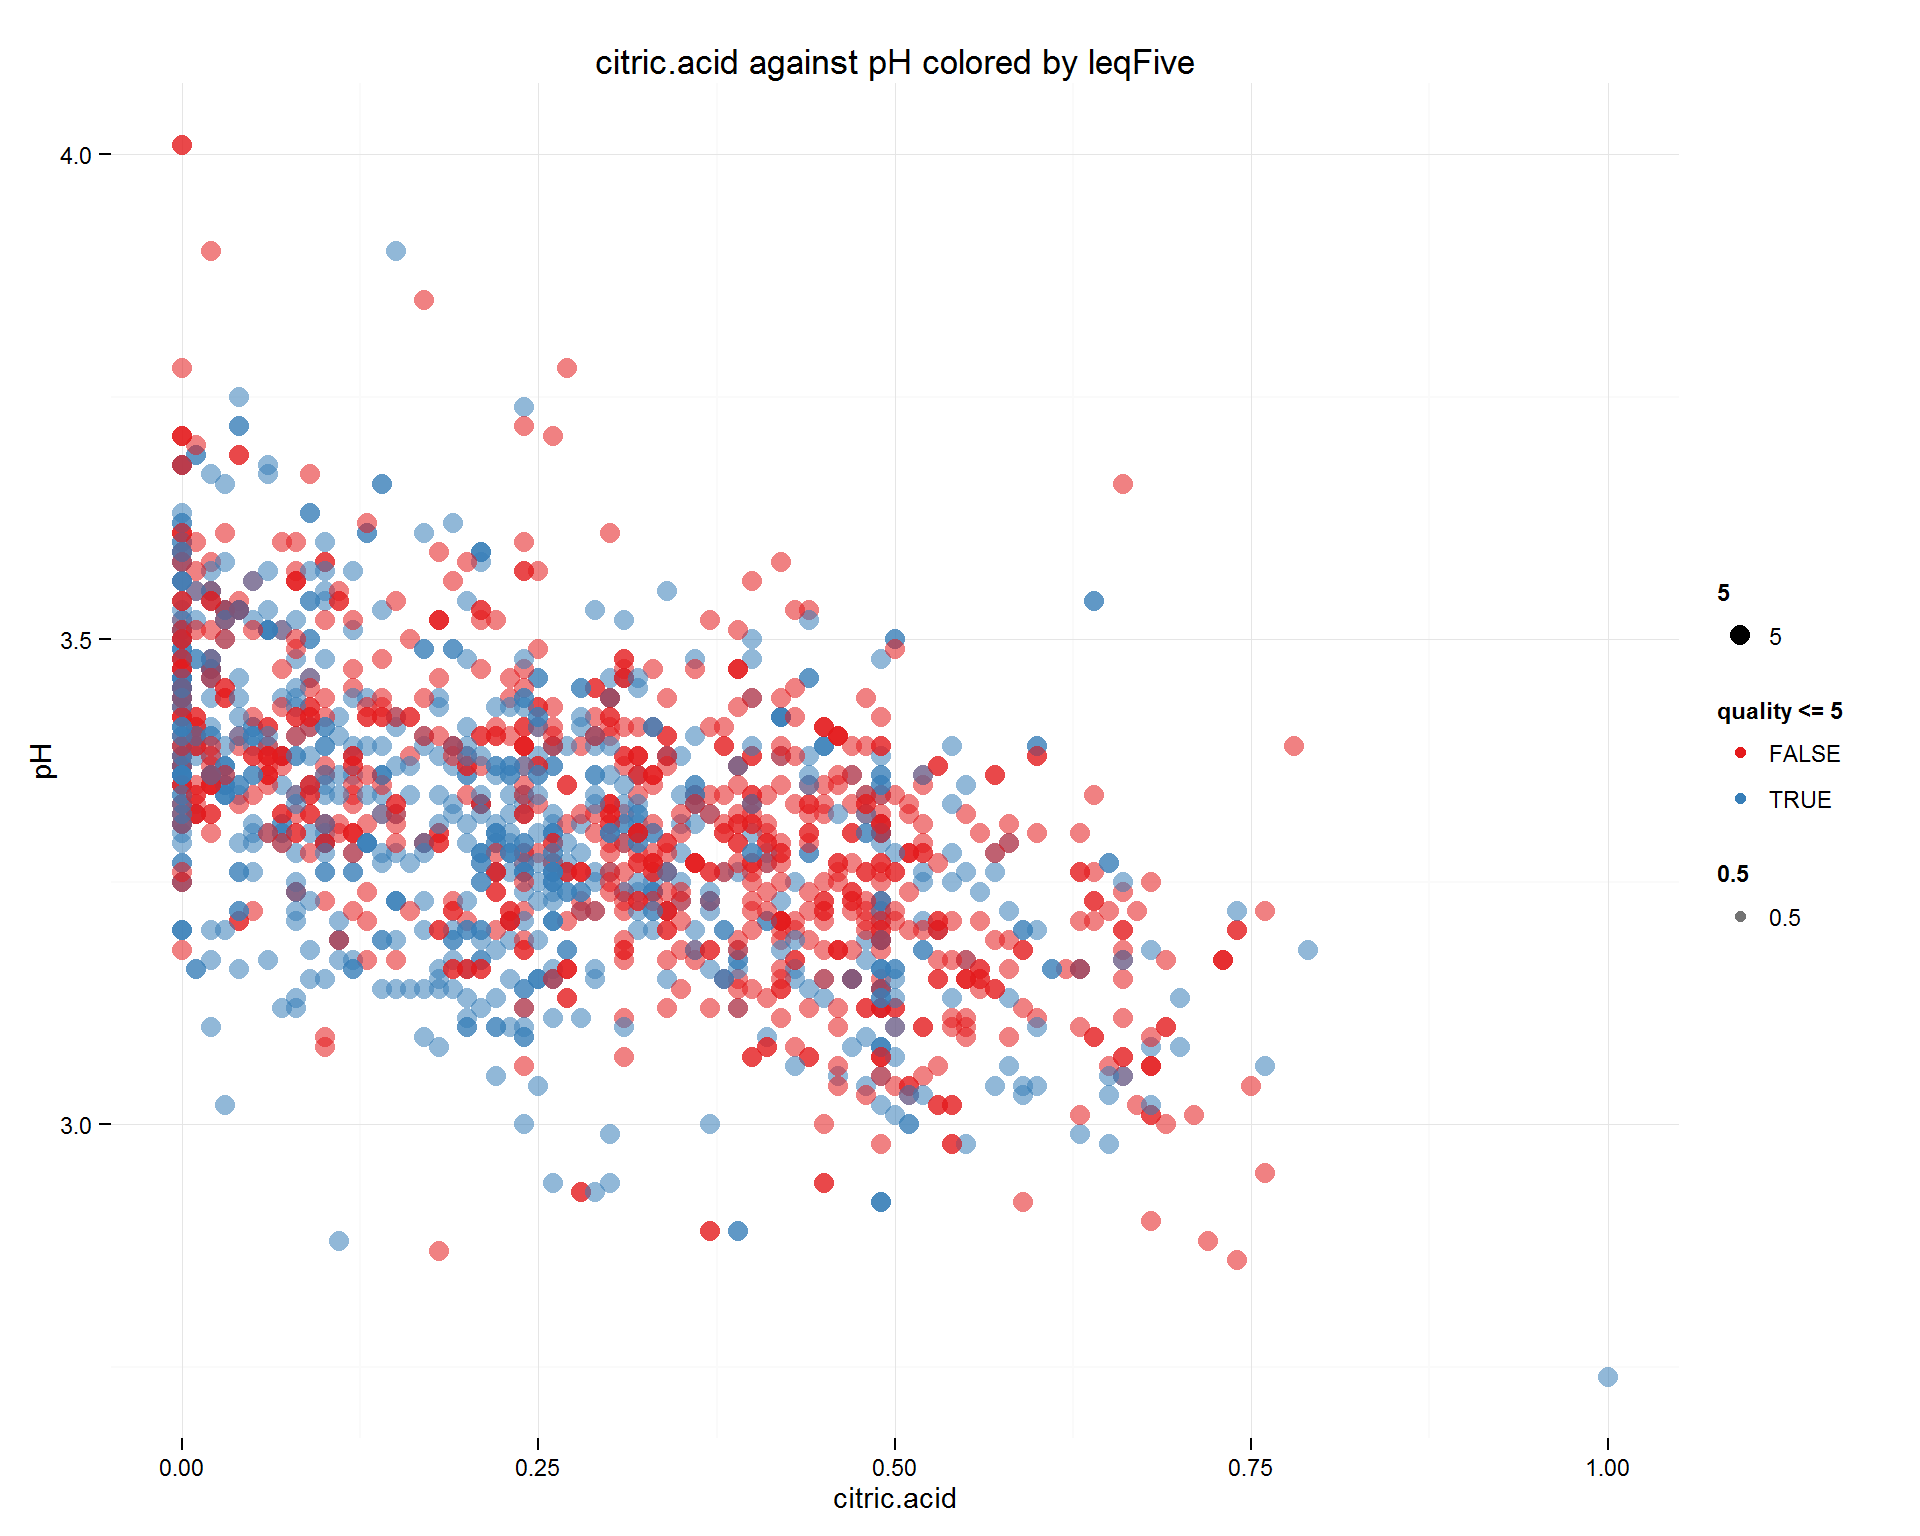 citric.acid against pH colored by leqFive
4.0
3.5
3.0
pH
0.00
0.25
0.50
0.75
1.00
citric.acid
5
5
quality <= 5
FALSE
TRUE
0.5
0.5